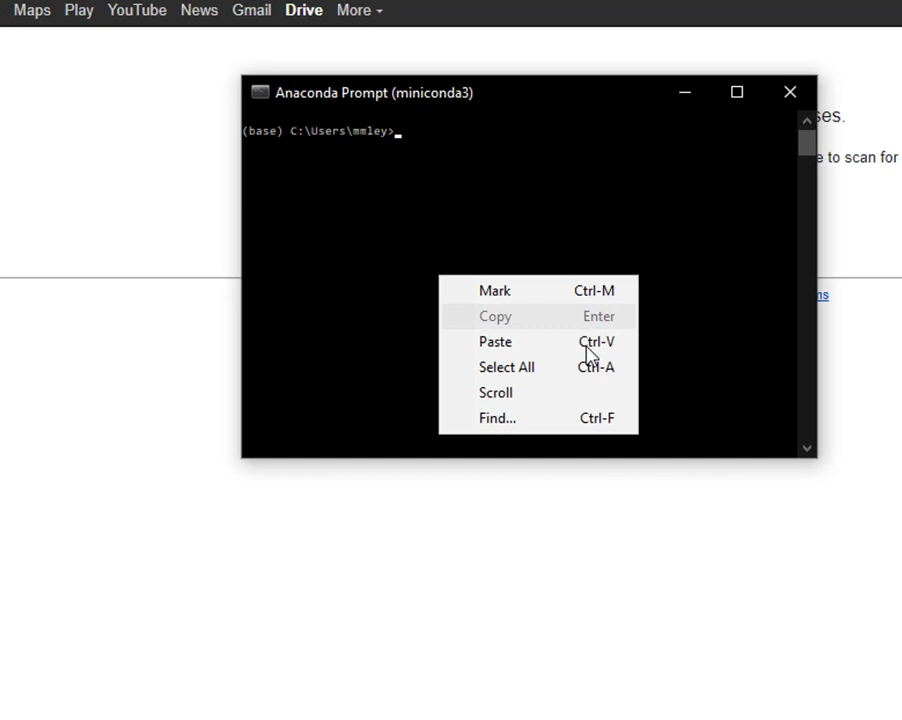 Maps Play YouTube News Gmail Drive More
Anaconda Prompt (miniconda3)
ses.
(base) C:\Users\mmley>
e to scan for
Mark Ctrl-M
ms
Copy Enter
Paste Ctrl-V
Select All Ctrl-A
Scroll
Find... Ctrl-F